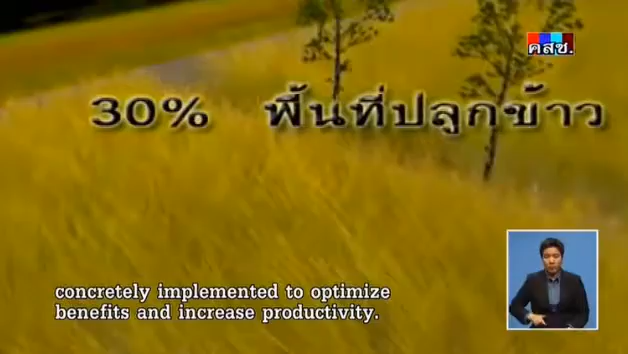 คสช.
30% พื้นที่ปลูกข้าว
concretely implemented to optimize
benefits and increase productivity.